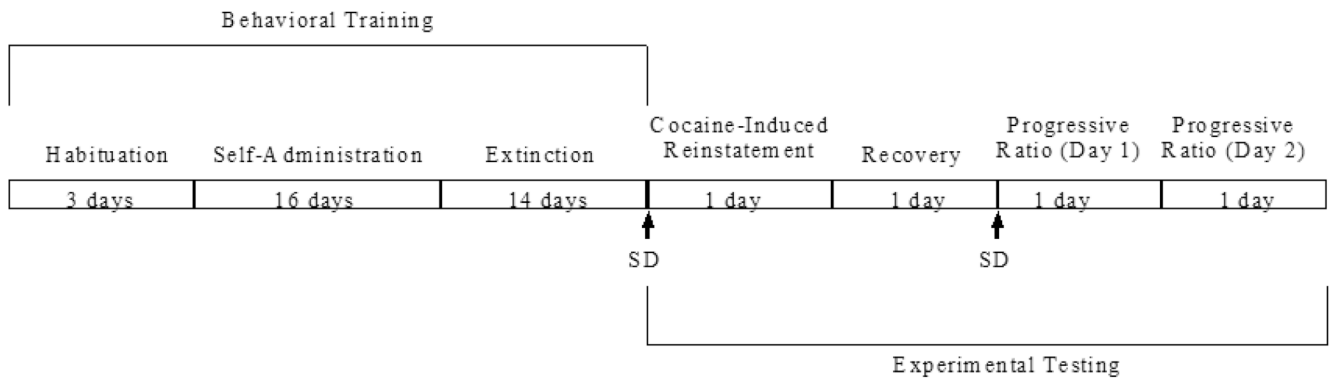 Behavioral Training
Cocaine-Induced
Reinstatement
Progressive
Ratio (Day 1)
Progressive
Ratio (Day 2)
Habituation
Self-Administration
Extinction
Recovery
3 days
16 days
14 days
1 day
1 day
1 day
1 day
SD
SD
Experimental Testing